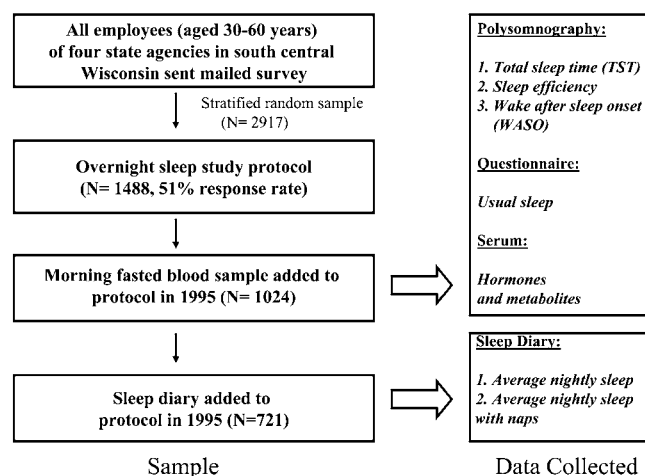 All employees (aged 30-60 years)
of four state agencies in south central
Wisconsin sent mailed survey
Stratified random sample
(N= 2917)
Overnight sleep study protocol
(N= 1488, 51% response rate)
Morning fasted blood sample added to
protocol in 1995 (N= 1024)
Sleep diary added to
protocol in 1995 (N=721)
Sample
Polysomnography:
1. Total sleep time (TST)
2. Sleep efficiency
3. Wake after sleep onset
(WASO)
Questionnaire:
Usual sleep
Serum:
Hormones
and metabolites
Sleep Diary:
1. Average nightly sleep
2. Average nightly sleep
with naps
Data Collected